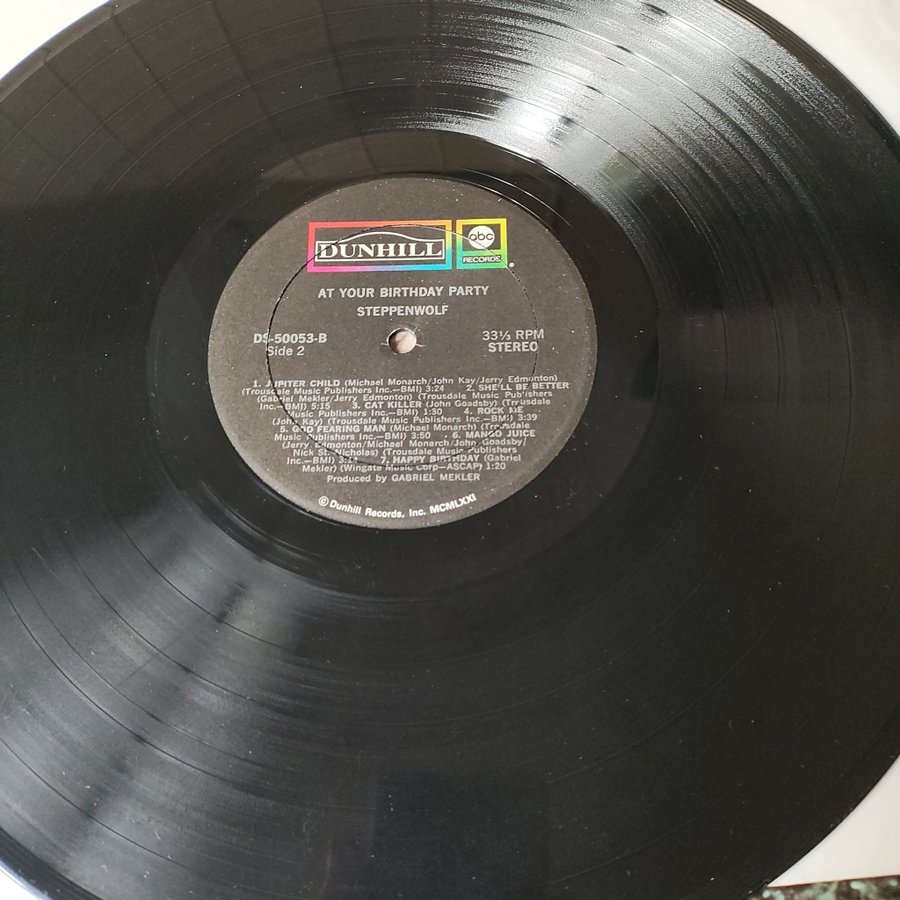 DUNHILL
abc
RECORDS
AT YOUR BIRTHDAY PARTY
STEPPENWOLF
DS-50053-B
Side 2
33⅓ RPM
STEREO
1. JUPITER CHILD (Michael Monarch/John Kay/Jerry Edmonton)
(Trousdale Music Publishers Inc.—BMI) 3:24 2. SHE'LL BE BETTER
(Gabriel Mekler/Jerry Edmonton) (Trousdale Music Publishers
Inc.—BMI) 5:15 3. CAT KILLER (John Goadsby) (Trousdale
Music Publishers Inc.—BMI) 1:30 4. ROCK ME
(John Kay) (Trousdale Music Publishers Inc.—BMI) 3:39
5. GOD FEARING MAN (Michael Monarch) (Trousdale
Music Publishers Inc.—BMI) 3:50 6. MANGO JUICE
(Jerry Edmonton/Michael Monarch/John Goadsby/
Nick St. Nicholas) (Trousdale Music Publishers
Inc.—BMI) 7. HAPPY BIRTHDAY (Gabriel
Mekler) (Wingate Music Corp—ASCAP) 1:20
Produced by GABRIEL MEKLER
© Dunhill Records, Inc. MCMLXXI